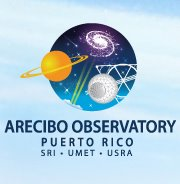 ARECIBO OBSERVATORY
PUERTO RICO
SRI • UMET • USRA